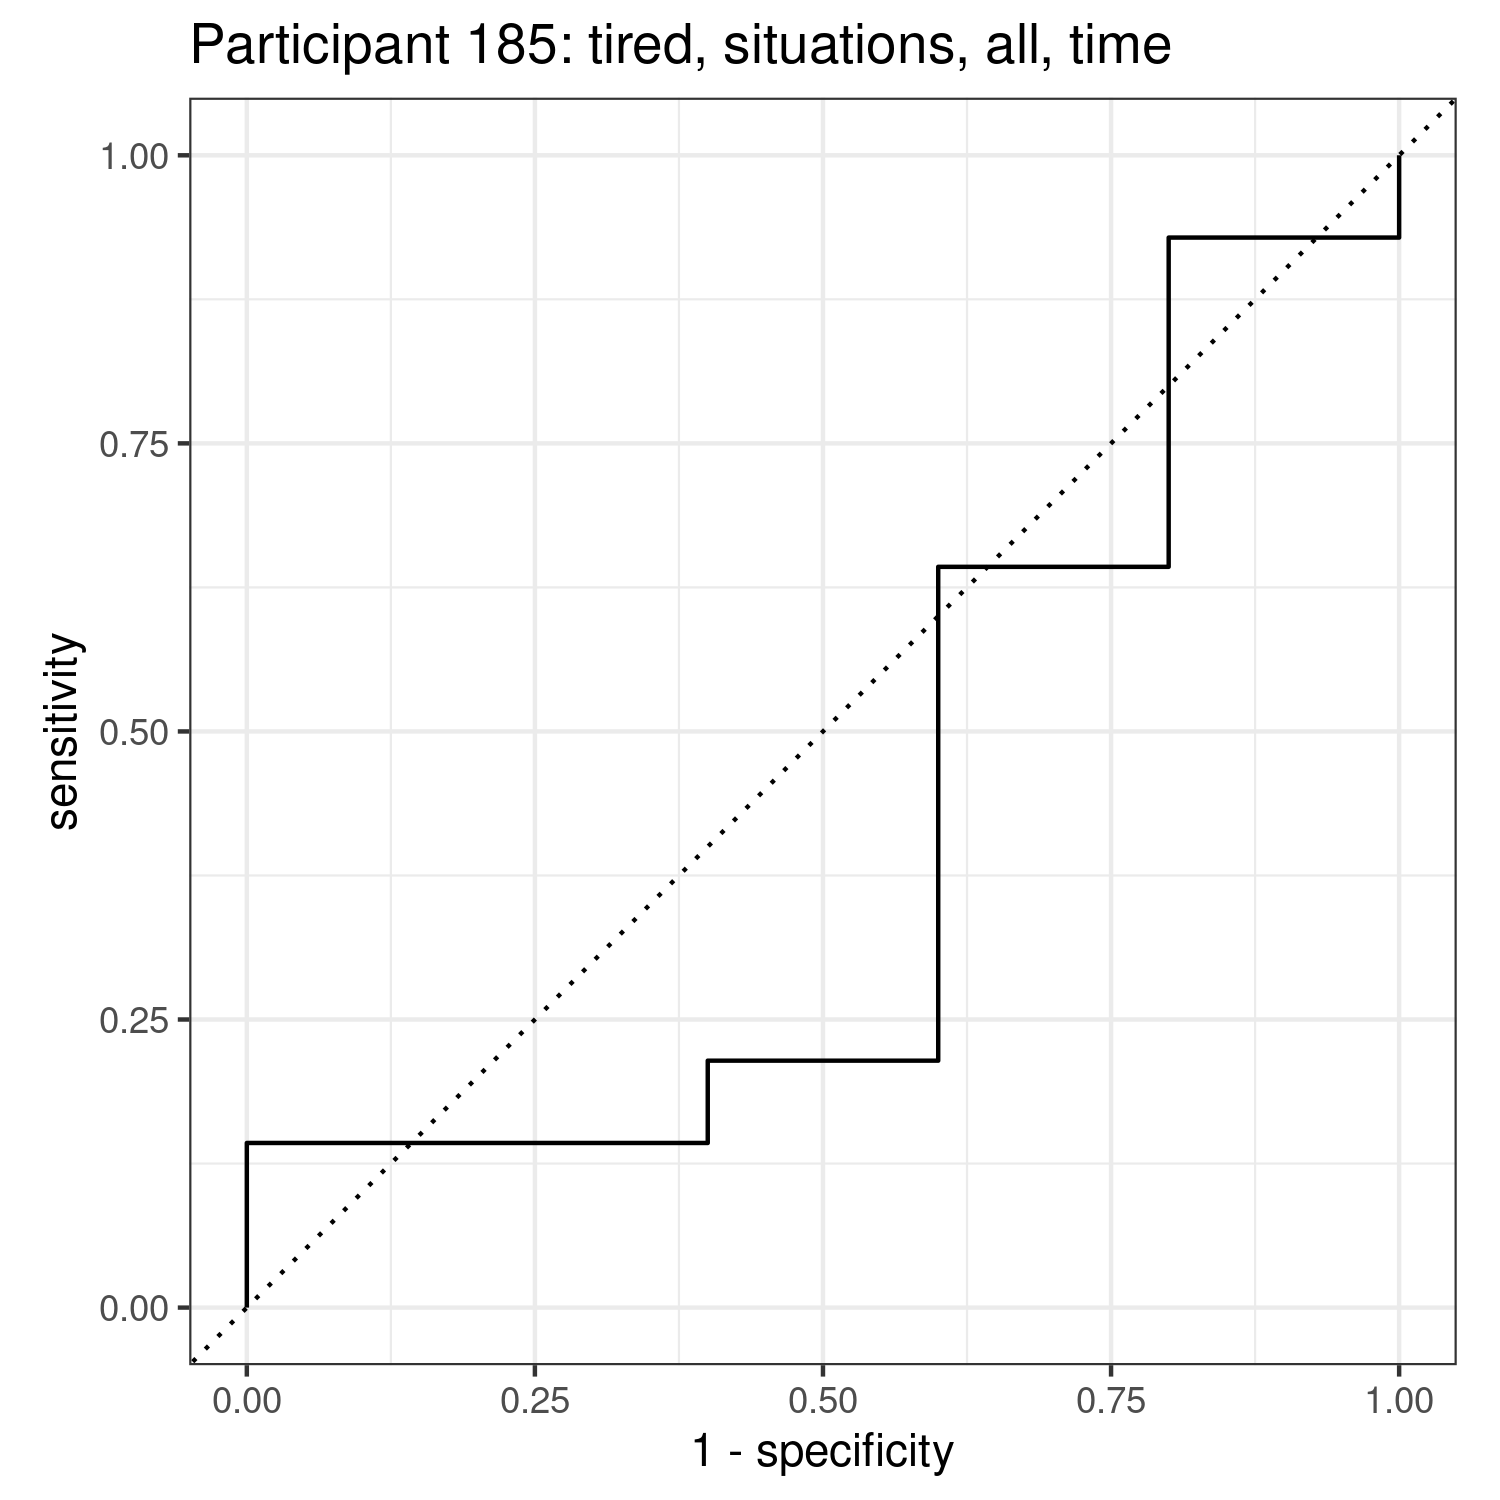 Participant 185: tired, situations, all, time
1.00
0.75
0.50
0.25
0.00
sensitivity
0.00 0.25 0.50 0.75 1.00
1 - specificity